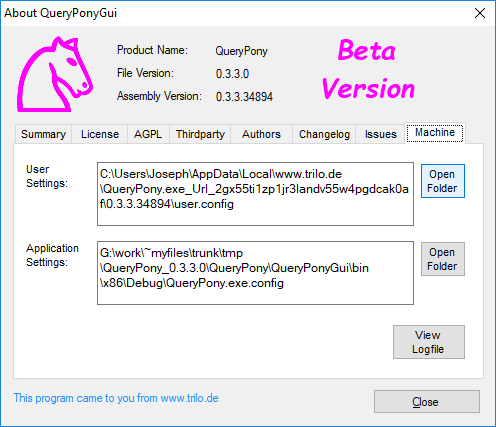 About QueryPonyGui
Product Name: QueryPony
File Version: 0.3.3.0
Assembly Version: 0.3.3.34894
Beta
Version
Summary License AGPL Thirdparty Authors Changelog Issues Machine
User
Settings:
C:\Users\Joseph\AppData\Local\www.trilo.de
\QueryPony.exe_Url_2gx55ti1zp1jr3landv55w4pgdcak0a
f\0.3.3.34894\user.config
Open
Folder
Application
Settings:
G:\work\~myfiles\trunk\tmp
\QueryPony_0.3.3.0\QueryPony\QueryPonyGui\bin
\x86\Debug\QueryPony.exe.config
Open
Folder
View
Logfile
This program came to you from www.trilo.de
Close